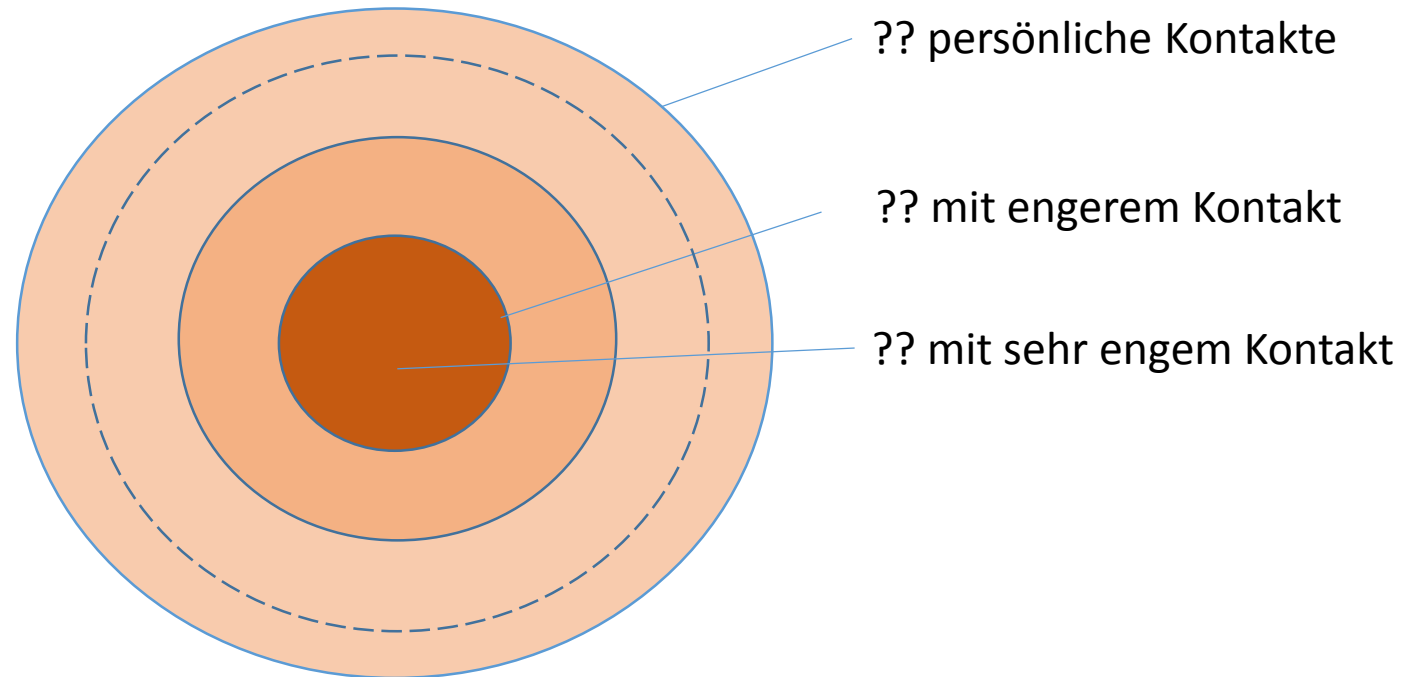 ?? persönliche Kontakte
?? mit engerem Kontakt
?? mit sehr engem Kontakt